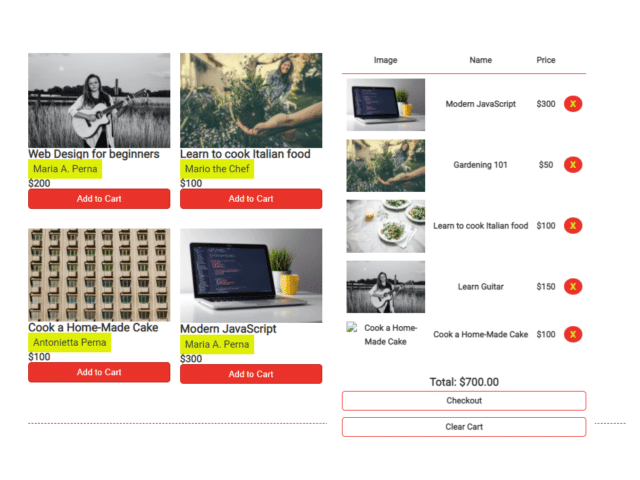 Web Design for beginners
Maria A. Perna
$200
Add to Cart
Learn to cook Italian food
Mario the Chef
$100
Add to Cart
Cook a Home-Made Cake
Antonietta Perna
$100
Add to Cart
Modern JavaScript
Maria A. Perna
$300
Add to Cart
Image Name Price
Modern JavaScript $300 X
Gardening 101 $50 X
Learn to cook Italian food $100 X
Learn Guitar $150 X
Cook a Home-
Made Cake
Cook a Home-Made Cake $100 X
Total: $700.00
Checkout
Clear Cart